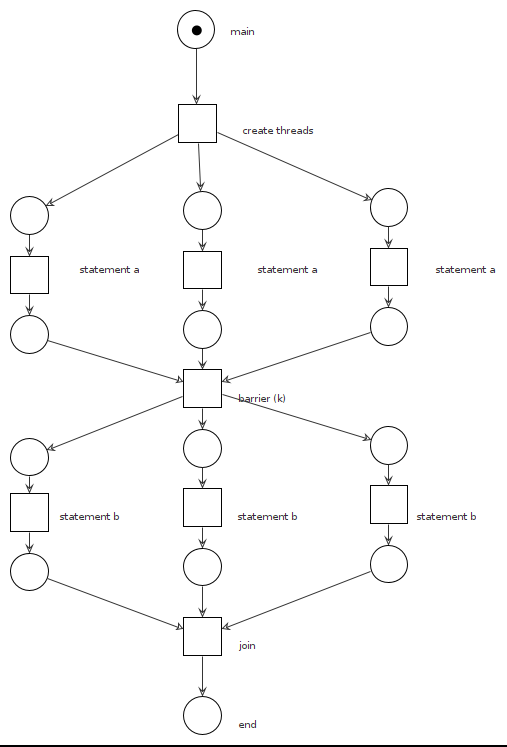 main
create threads
statement a
statement a
statement a
barrier (k)
statement b
statement b
statement b
join
end